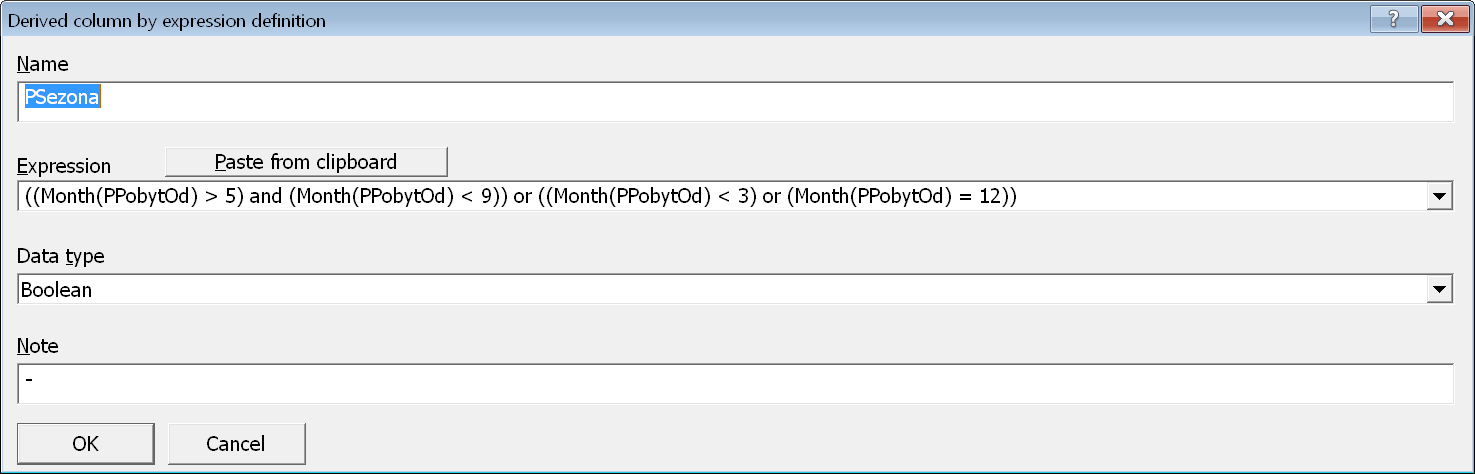 Derived column by expression definition
?
Name
PSezona
Expression
Paste from clipboard
((Month(PPobytOd) > 5) and (Month(PPobytOd) < 9)) or ((Month(PPobytOd) < 3) or (Month(PPobytOd) = 12))
Data type
Boolean
Note
-
OK
Cancel